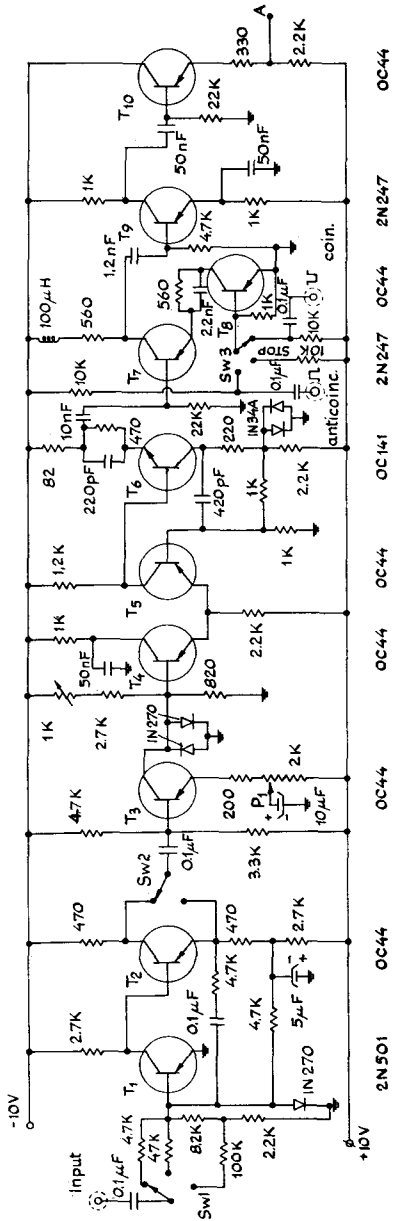 -10V
Input
0.1µF
Sw1
4.7K
47K
8.2K
100K
2.2K
2.7K
T1
0.1µF
4.7K
4.7K
IN270
470
T2
470
2.7K
5µF
- +
Sw2
0.1µF
4.7K
T3
3.3K
200
P1
2K
+ -
10µF
1K
2.7K
IN270
820
50nF
1K
T4
2.2K
1.2K
T5
1K
1K
420pF
82
10nF
220pF
470
T6
22K
220
IN34A
2.2K
10K
0.1µF
anticoinc.
100µH
560
T7
560
2.2nF
T8
1K
Sw3
0.1µF
10K STOP
10K
coin.
1.2nF
1K
T9
4.7K
1K
50nF
50nF
T10
22K
330
A
2.2K
+10V
2N501
OC44
OC44
OC44
OC44
OC141
2N247
OC44
2N247
OC44